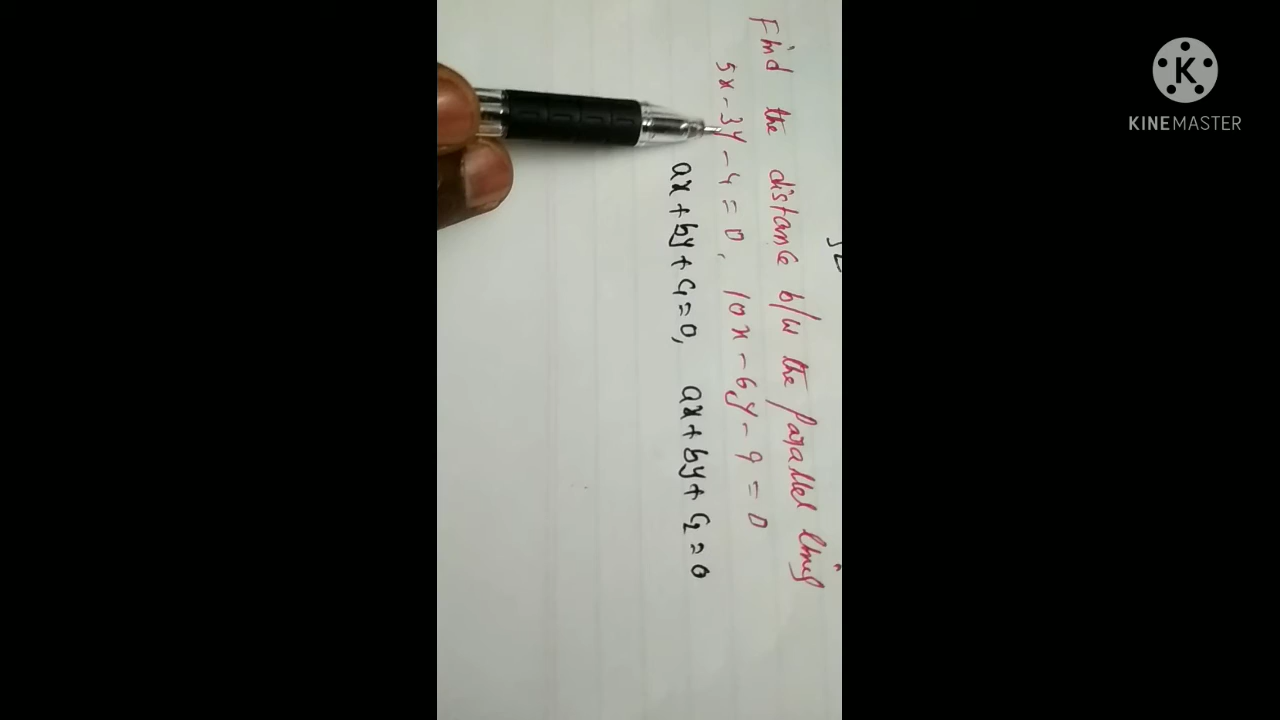 Find the distance b/w the parallel lines
5x-3y-4=0, 10x-6y-9=0
ax+by+c₁=0, ax+by+c₂=0
KINEMASTER